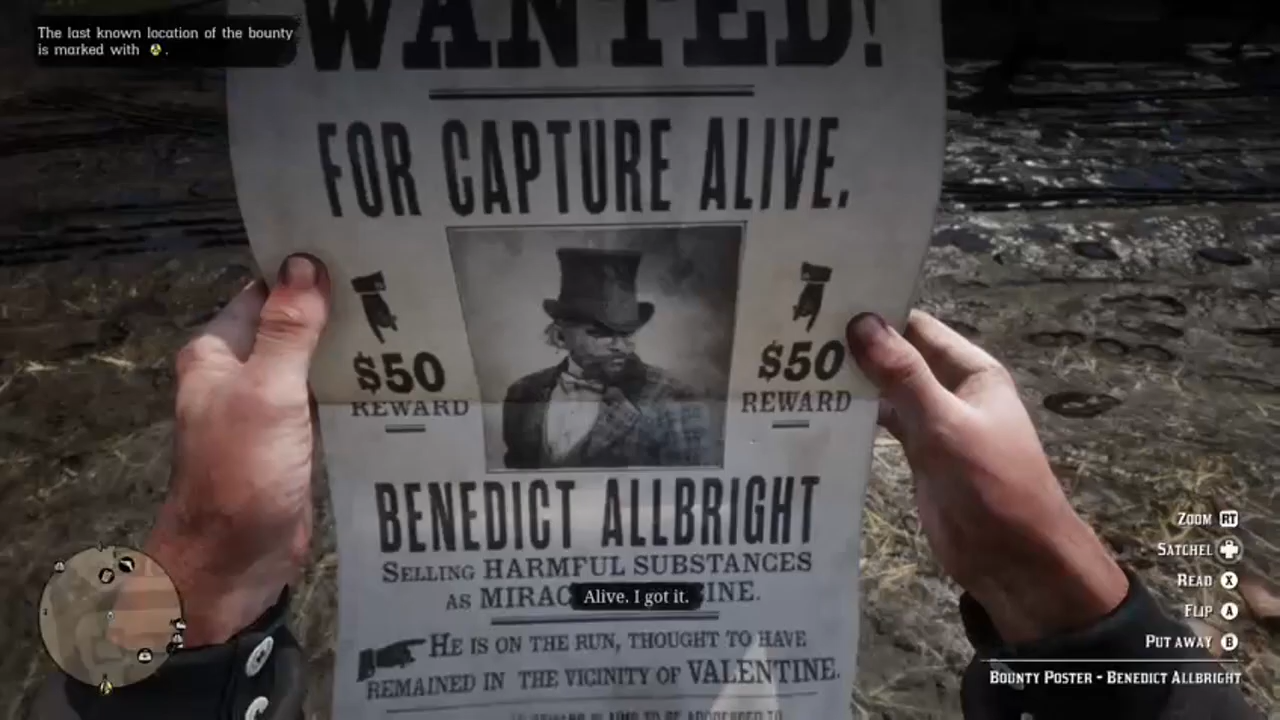 The last known location of the bounty
is marked with .
WANTED!
FOR CAPTURE ALIVE.
$50
REWARD
$50
REWARD
BENEDICT ALLBRIGHT
SELLING HARMFUL SUBSTANCES
AS MIRAC INE.
Alive. I got it.
HE IS ON THE RUN, THOUGHT TO HAVE
REMAINED IN THE VICINITY OF VALENTINE.
ZOOM RT
SATCHEL
READ X
FLIP A
PUT AWAY B
BOUNTY POSTER - BENEDICT ALLBRIGHT